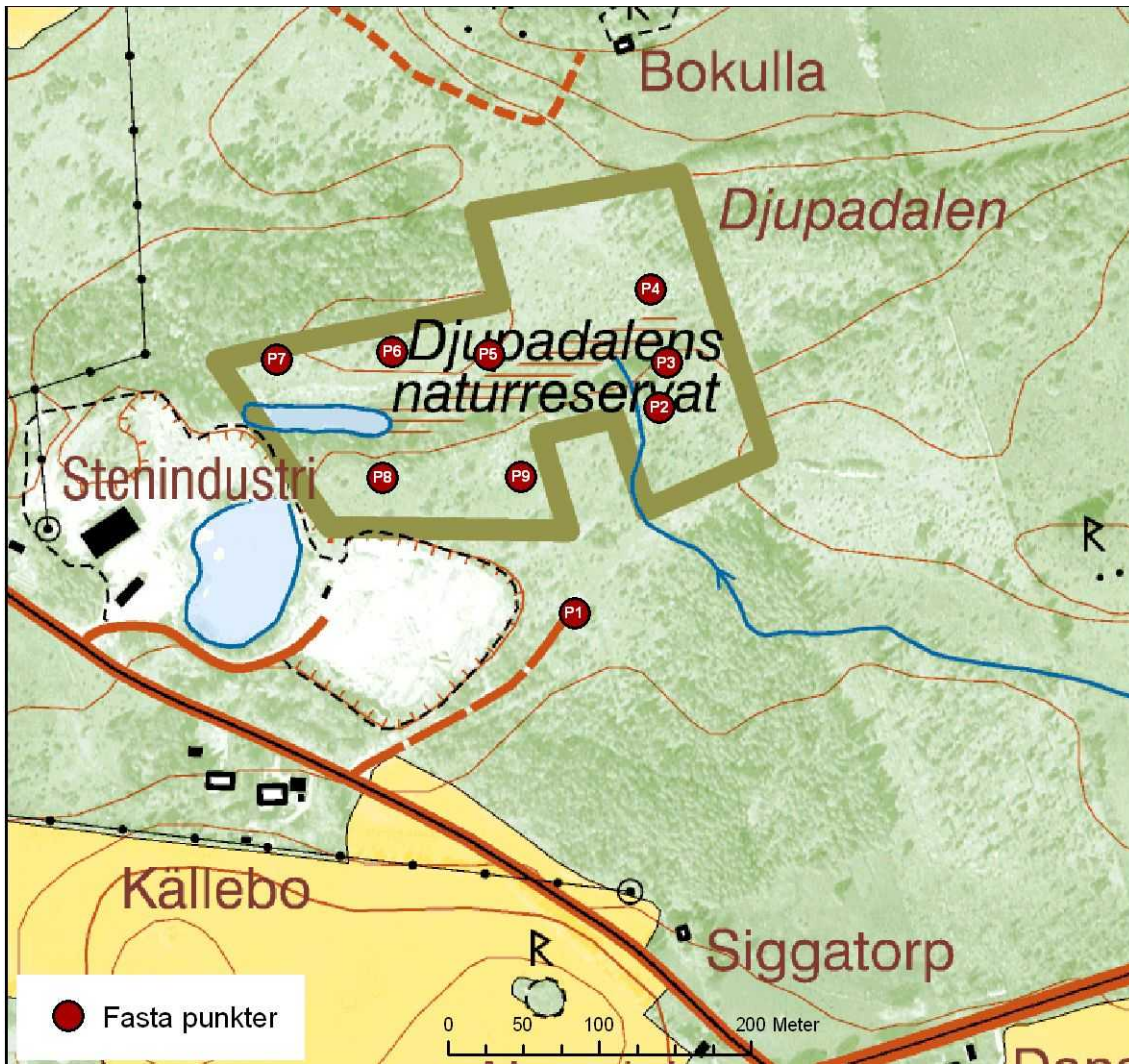 Bokulla
Djupadalen
P4
Djupadalens
P7
P6
P5
P3
naturreservat
P2
Stenindustri
P8
P9
R
P1
Källebo
R
Siggatorp
Fasta punkter
0 50 100 200 Meter